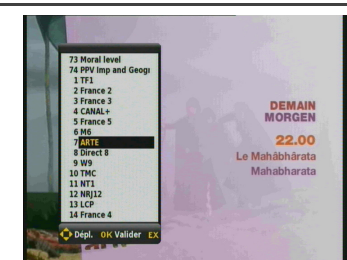 73 Moral level
74 PPV Imp and Geogr
1 TF1
2 France 2
3 France 3
4 CANAL+
5 France 5
6 M6
7 ARTE
8 Direct 8
9 W9
10 TMC
11 NT1
12 NRJ12
13 LCP
14 France 4
Dépl. OK Valider EX
DEMAIN
MORGEN
22.00
Le Mahâbhârata
Mahabharata